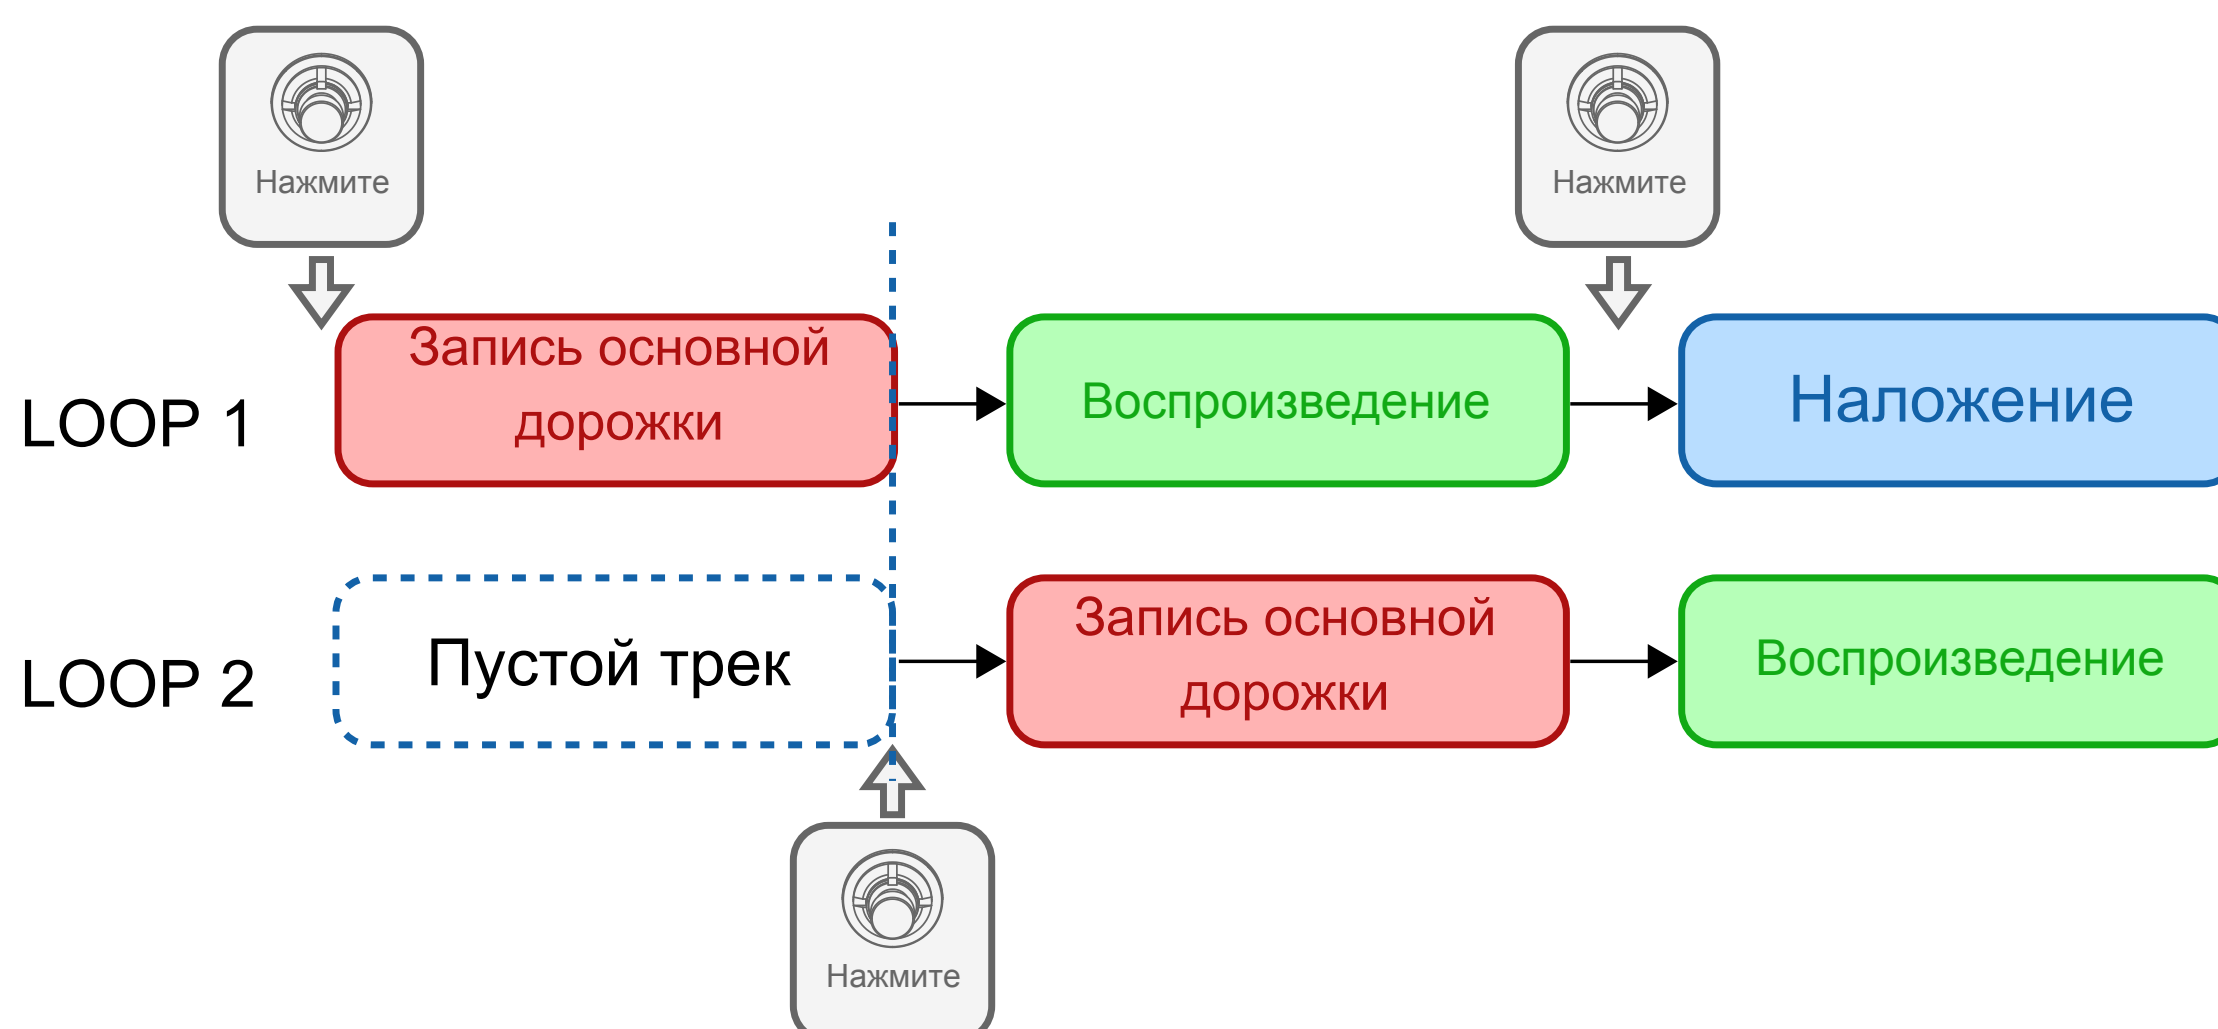 Нажмите
Нажмите
LOOP 1
Запись основной
дорожки
Воспроизведение
Наложение
LOOP 2
Пустой трек
Запись основной
дорожки
Воспроизведение
Нажмите